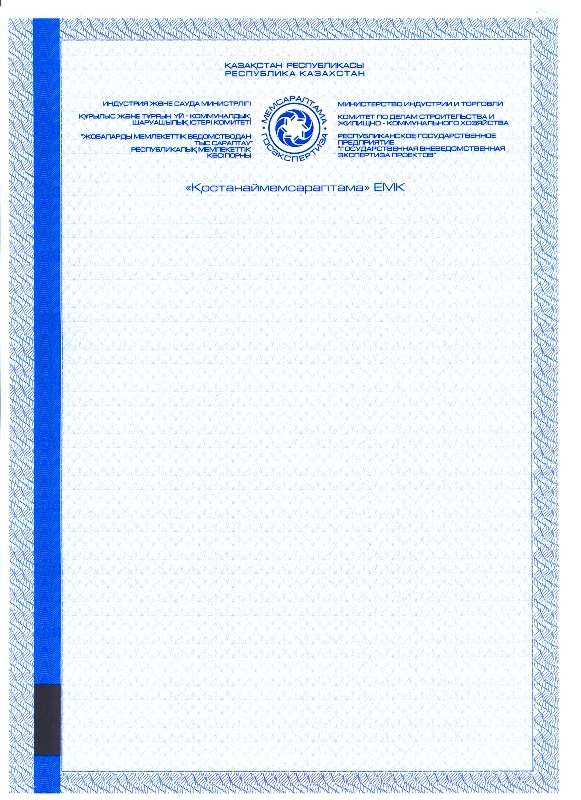 ҚАЗАҚСТАН РЕСПУБЛИКАСЫ
РЕСПУБЛИКА КАЗАХСТАН
ИНДУСТРИЯ ЖӘНЕ САУДА МИНИСТРЛІГІ
ҚҰРЫЛЫС ЖӘНЕ ТҰРҒЫН ҮЙ - КОММУНАЛДЫҚ
ШАРУАШЫЛЫҚ ІСТЕРІ КОМИТЕТІ
"ЖОБАЛАРДЫ МЕМЛЕКЕТТІК ВЕДОМСТВОДАН
ТЫС САРАПТАУ"
РЕСПУБЛИКАЛЫҚ МЕМЛЕКЕТТІК
КӘСІПОРНЫ
МЕМСАРАПТАМА
ГОСЭКСПЕРТИЗА
МИНИСТЕРСТВО ИНДУСТРИИ И ТОРГОВЛИ
КОМИТЕТ ПО ДЕЛАМ СТРОИТЕЛЬСТВА И
ЖИЛИЩНО - КОММУНАЛЬНОГО ХОЗЯЙСТВА
РЕСПУБЛИКАНСКОЕ ГОСУДАРСТВЕННОЕ
ПРЕДПРИЯТИЕ
"ГОСУДАРСТВЕННАЯ ВНЕВЕДОМСТВЕННАЯ
ЭКСПЕРТИЗА ПРОЕКТОВ"
«Қостанаймемсараптама» ЕМК